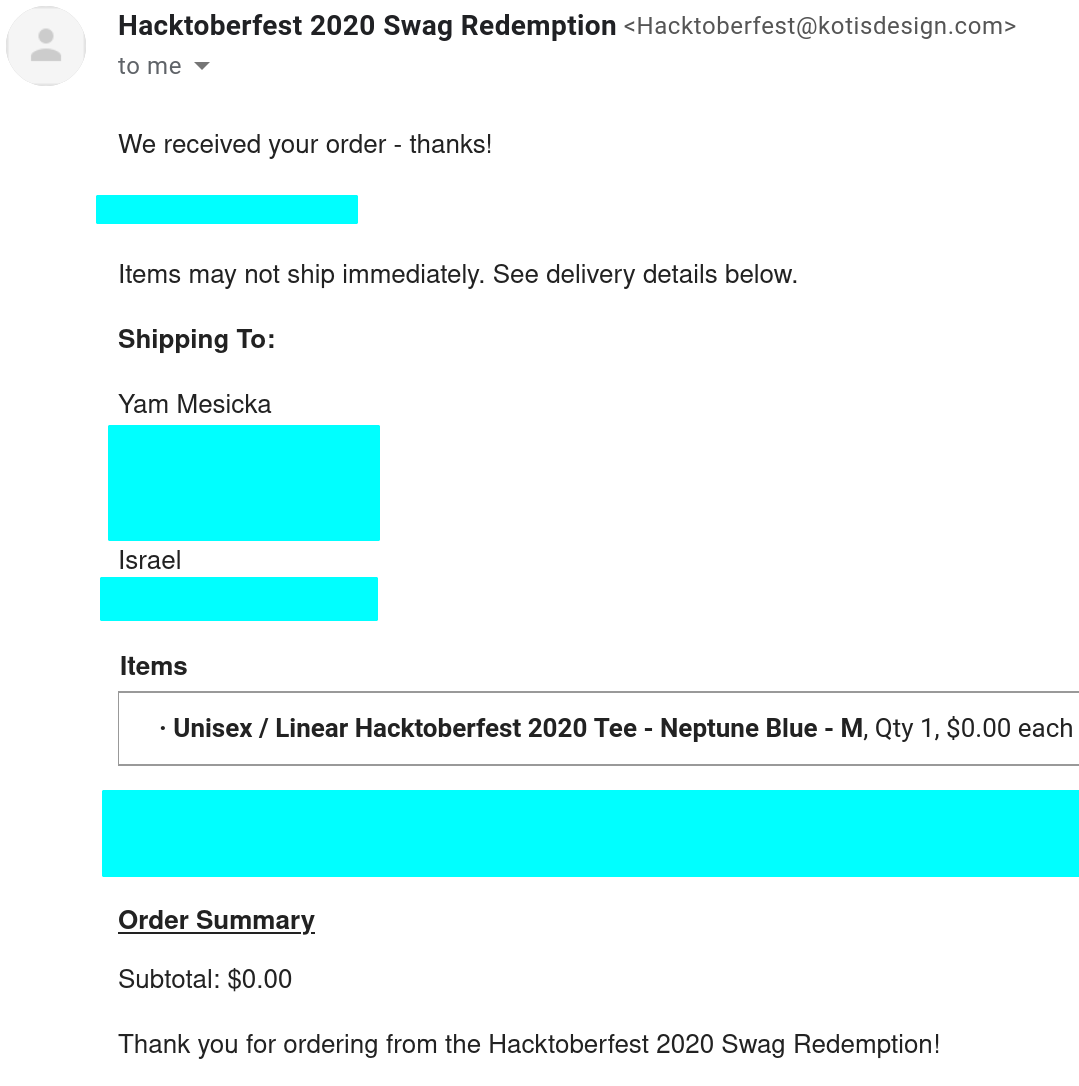 Hacktoberfest 2020 Swag Redemption <Hacktoberfest@kotisdesign.com>
to me
We received your order - thanks!
Items may not ship immediately. See delivery details below.
Shipping To:
Yam Mesicka
Israel
Items
· Unisex / Linear Hacktoberfest 2020 Tee - Neptune Blue - M, Qty 1, $0.00 each
Order Summary
Subtotal: $0.00
Thank you for ordering from the Hacktoberfest 2020 Swag Redemption!